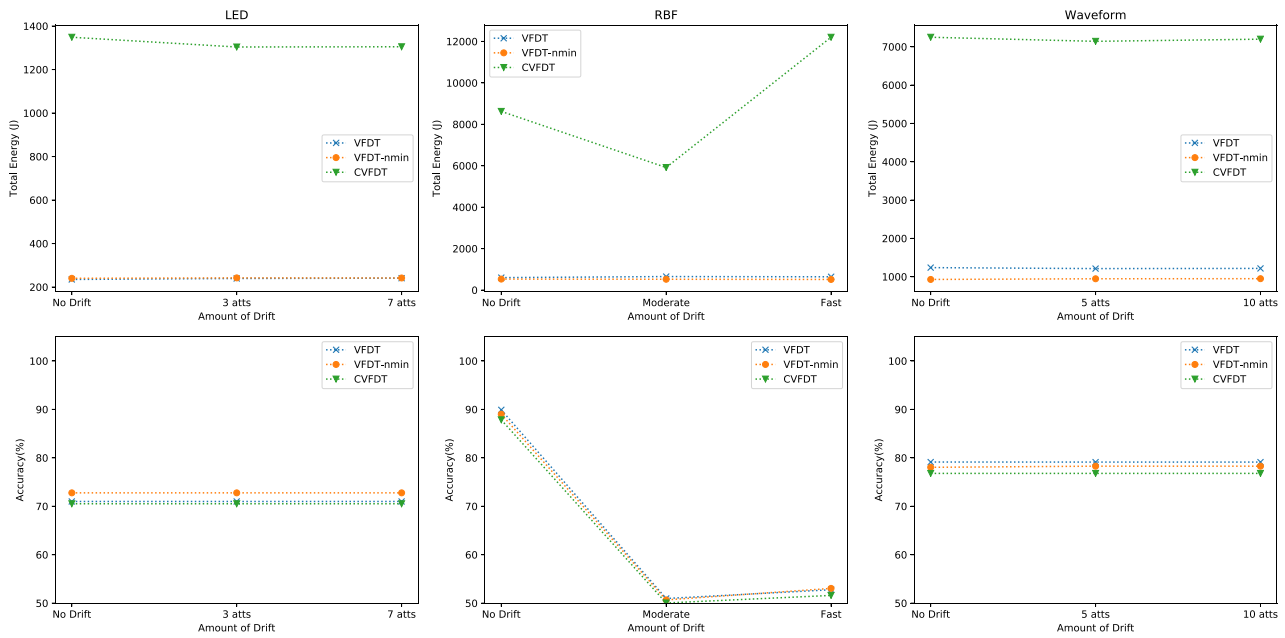 LED
1400
1200
1000
800
600
400
200
Total Energy (J)
VFDT
VFDT-nmin
CVFDT
No Drift
3 atts
7 atts
Amount of Drift
RBF
12000
10000
8000
6000
4000
2000
0
Total Energy (J)
VFDT
VFDT-nmin
CVFDT
No Drift
Moderate
Fast
Amount of Drift
Waveform
7000
6000
5000
4000
3000
2000
1000
Total Energy (J)
VFDT
VFDT-nmin
CVFDT
No Drift
5 atts
10 atts
Amount of Drift
100
90
80
70
60
50
Accuracy(%)
VFDT
VFDT-nmin
CVFDT
No Drift
3 atts
7 atts
Amount of Drift
100
90
80
70
60
50
Accuracy(%)
VFDT
VFDT-nmin
CVFDT
No Drift
Moderate
Fast
Amount of Drift
100
90
80
70
60
50
Accuracy(%)
VFDT
VFDT-nmin
CVFDT
No Drift
5 atts
10 atts
Amount of Drift